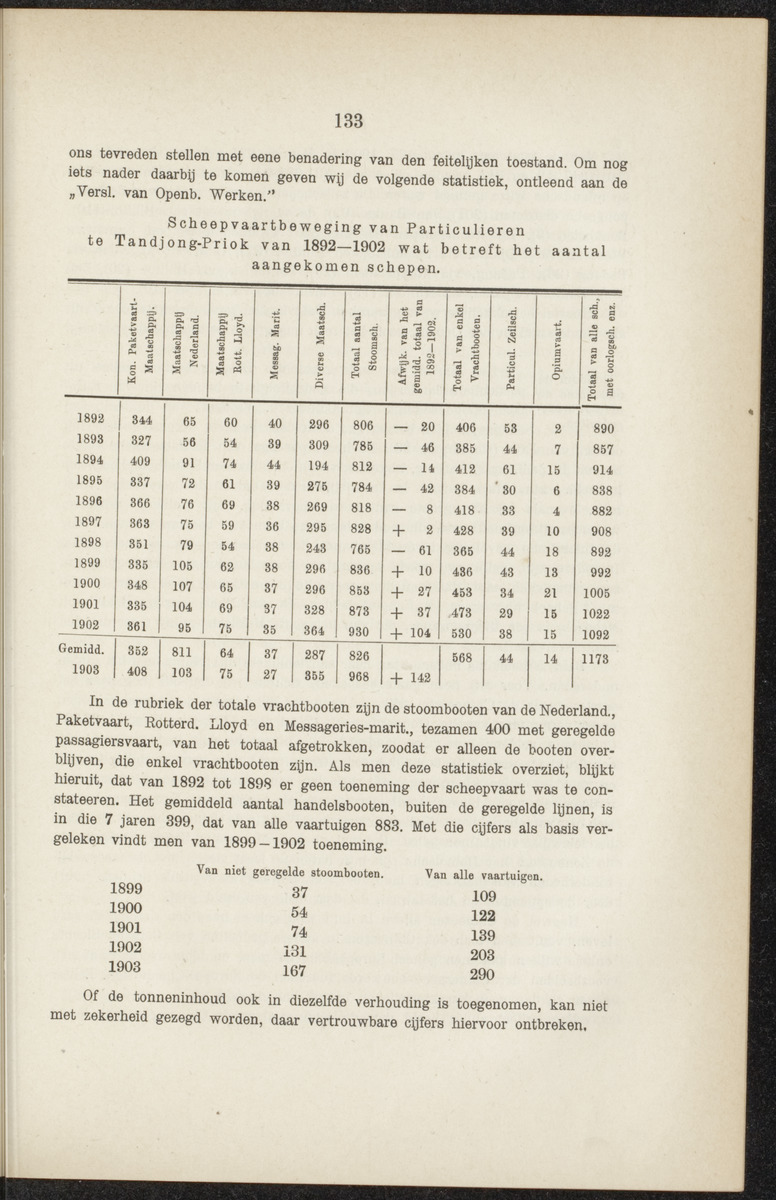 133
ons tevreden stellen met eene benadering van den feitelijken toestand. Om nog
iets nader daarbij te komen geven wij de volgende statistiek, ontleend aan de
„Versl. van Openb. Werken.”
Scheepvaartbeweging van Particulieren
te Tandjong-Priok van 1892—1902 wat betreft het aantal
aangekomen schepen.
Kon. Paketvaart-Maatschappij. | Maatschappij Nederland. | Maatschappij Rott. Lloyd. | Messag. Marit. | Diverse Maatsch. | Totaal aantal Stoomsch. | Afwijk. van het gemidd. totaal van 1892—1902. | Totaal van enkel Vrachtbooten. | Particul. Zeilsch. | Opiumvaart. | Totaal van alle sch., met oorlogsch. enz.
1892 344 65 60 40 296 806 — 20 406 53 2 890
1893 327 56 54 39 309 785 — 46 385 44 7 857
1894 409 91 74 44 194 812 — 14 412 61 15 914
1895 337 72 61 39 275 784 — 42 384 30 6 838
1896 366 76 69 38 269 818 — 8 418 33 4 882
1897 363 75 59 36 295 828 + 2 428 39 10 908
1898 351 79 54 38 243 765 — 61 365 44 18 892
1899 335 105 62 38 296 836 + 10 436 43 13 992
1900 348 107 65 37 296 853 + 27 453 34 21 1005
1901 335 104 69 37 328 873 + 37 473 29 15 1022
1902 361 95 75 35 364 930 + 104 530 38 15 1092
Gemidd. 352 811 64 37 287 826 568 44 14 1173
1903 408 103 75 27 355 968 + 142
In de rubriek der totale vrachtbooten zijn de stoombooten van de Nederland.,
Paketvaart, Rotterd. Lloyd en Messageries-marit., tezamen 400 met geregelde
passagiersvaart, van het totaal afgetrokken, zoodat er alleen de booten over-
blijven, die enkel vrachtbooten zijn. Als men deze statistiek overziet, blijkt
hieruit, dat van 1892 tot 1898 er geen toeneming der scheepvaart was te con-
stateeren. Het gemiddeld aantal handelsbooten, buiten de geregelde lijnen, is
in die 7 jaren 399, dat van alle vaartuigen 883. Met die cijfers als basis ver-
geleken vindt men van 1899–1902 toeneming.
Van niet geregelde stoombooten. Van alle vaartuigen.
1899 37 109
1900 54 122
1901 74 139
1902 131 203
1903 167 290
Of de tonneninhoud ook in diezelfde verhouding is toegenomen, kan niet
met zekerheid gezegd worden, daar vertrouwbare cijfers hiervoor ontbreken.